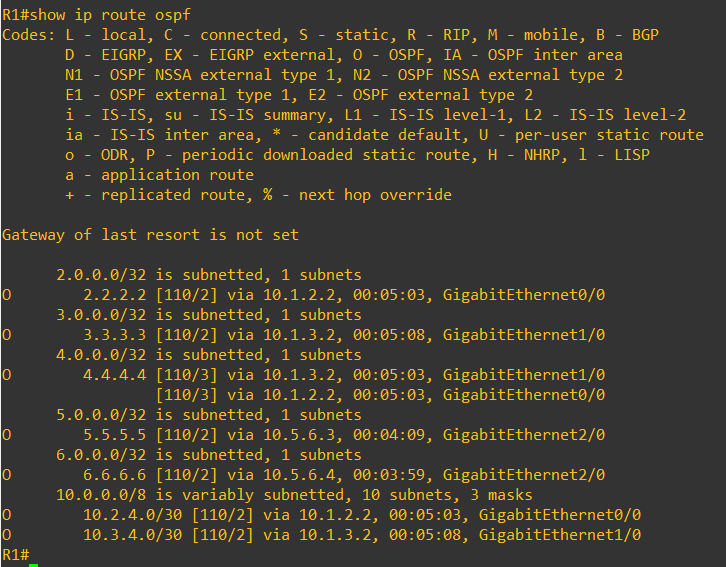 R1#show ip route ospf
Codes: L - local, C - connected, S - static, R - RIP, M - mobile, B - BGP
       D - EIGRP, EX - EIGRP external, O - OSPF, IA - OSPF inter area
       N1 - OSPF NSSA external type 1, N2 - OSPF NSSA external type 2
       E1 - OSPF external type 1, E2 - OSPF external type 2
       i - IS-IS, su - IS-IS summary, L1 - IS-IS level-1, L2 - IS-IS level-2
       ia - IS-IS inter area, * - candidate default, U - per-user static route
       o - ODR, P - periodic downloaded static route, H - NHRP, l - LISP
       a - application route
       + - replicated route, % - next hop override

Gateway of last resort is not set

      2.0.0.0/32 is subnetted, 1 subnets
O        2.2.2.2 [110/2] via 10.1.2.2, 00:05:03, GigabitEthernet0/0
      3.0.0.0/32 is subnetted, 1 subnets
O        3.3.3.3 [110/2] via 10.1.3.2, 00:05:08, GigabitEthernet1/0
      4.0.0.0/32 is subnetted, 1 subnets
O        4.4.4.4 [110/3] via 10.1.3.2, 00:05:03, GigabitEthernet1/0
                 [110/3] via 10.1.2.2, 00:05:03, GigabitEthernet0/0
      5.0.0.0/32 is subnetted, 1 subnets
O        5.5.5.5 [110/2] via 10.5.6.3, 00:04:09, GigabitEthernet2/0
      6.0.0.0/32 is subnetted, 1 subnets
O        6.6.6.6 [110/2] via 10.5.6.4, 00:03:59, GigabitEthernet2/0
      10.0.0.0/8 is variably subnetted, 10 subnets, 3 masks
O        10.2.4.0/30 [110/2] via 10.1.2.2, 00:05:03, GigabitEthernet0/0
O        10.3.4.0/30 [110/2] via 10.1.3.2, 00:05:08, GigabitEthernet1/0
R1#